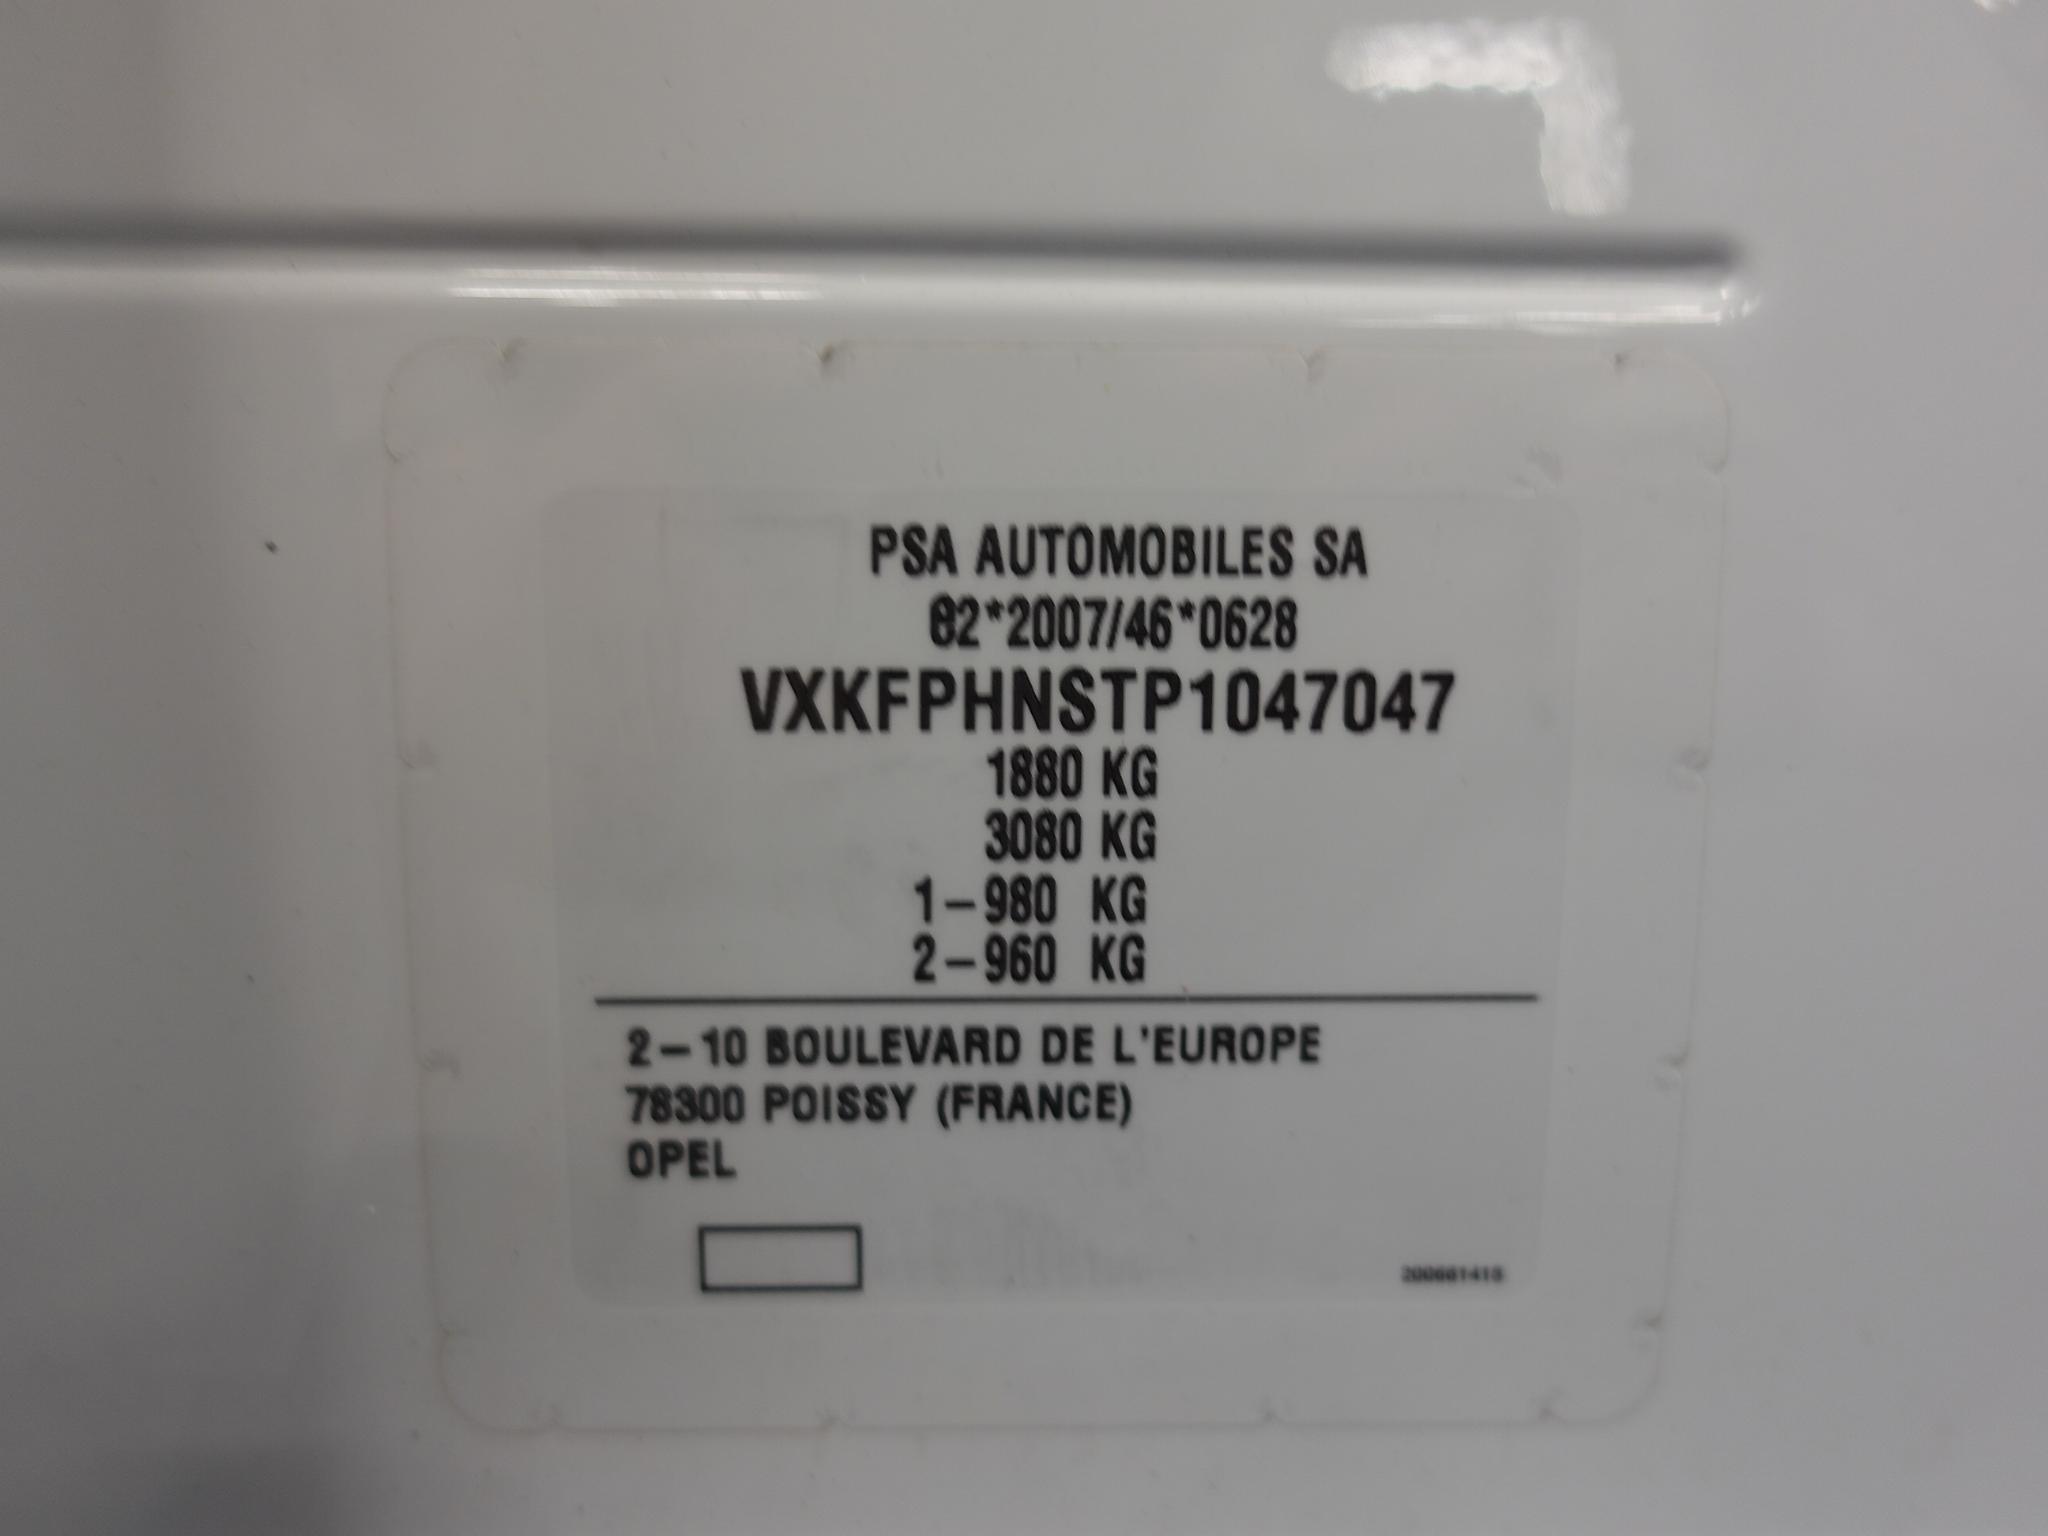 PSA AUTOMOBILES SA
*2007/46*0628
VXKFPHNSTP1047047
1880 KG
3080 KG
1-980 KG
2-960 KG
2-10 BOULEVARD DE L'EUROPE
78300 POISSY (FRANCE)
OPEL